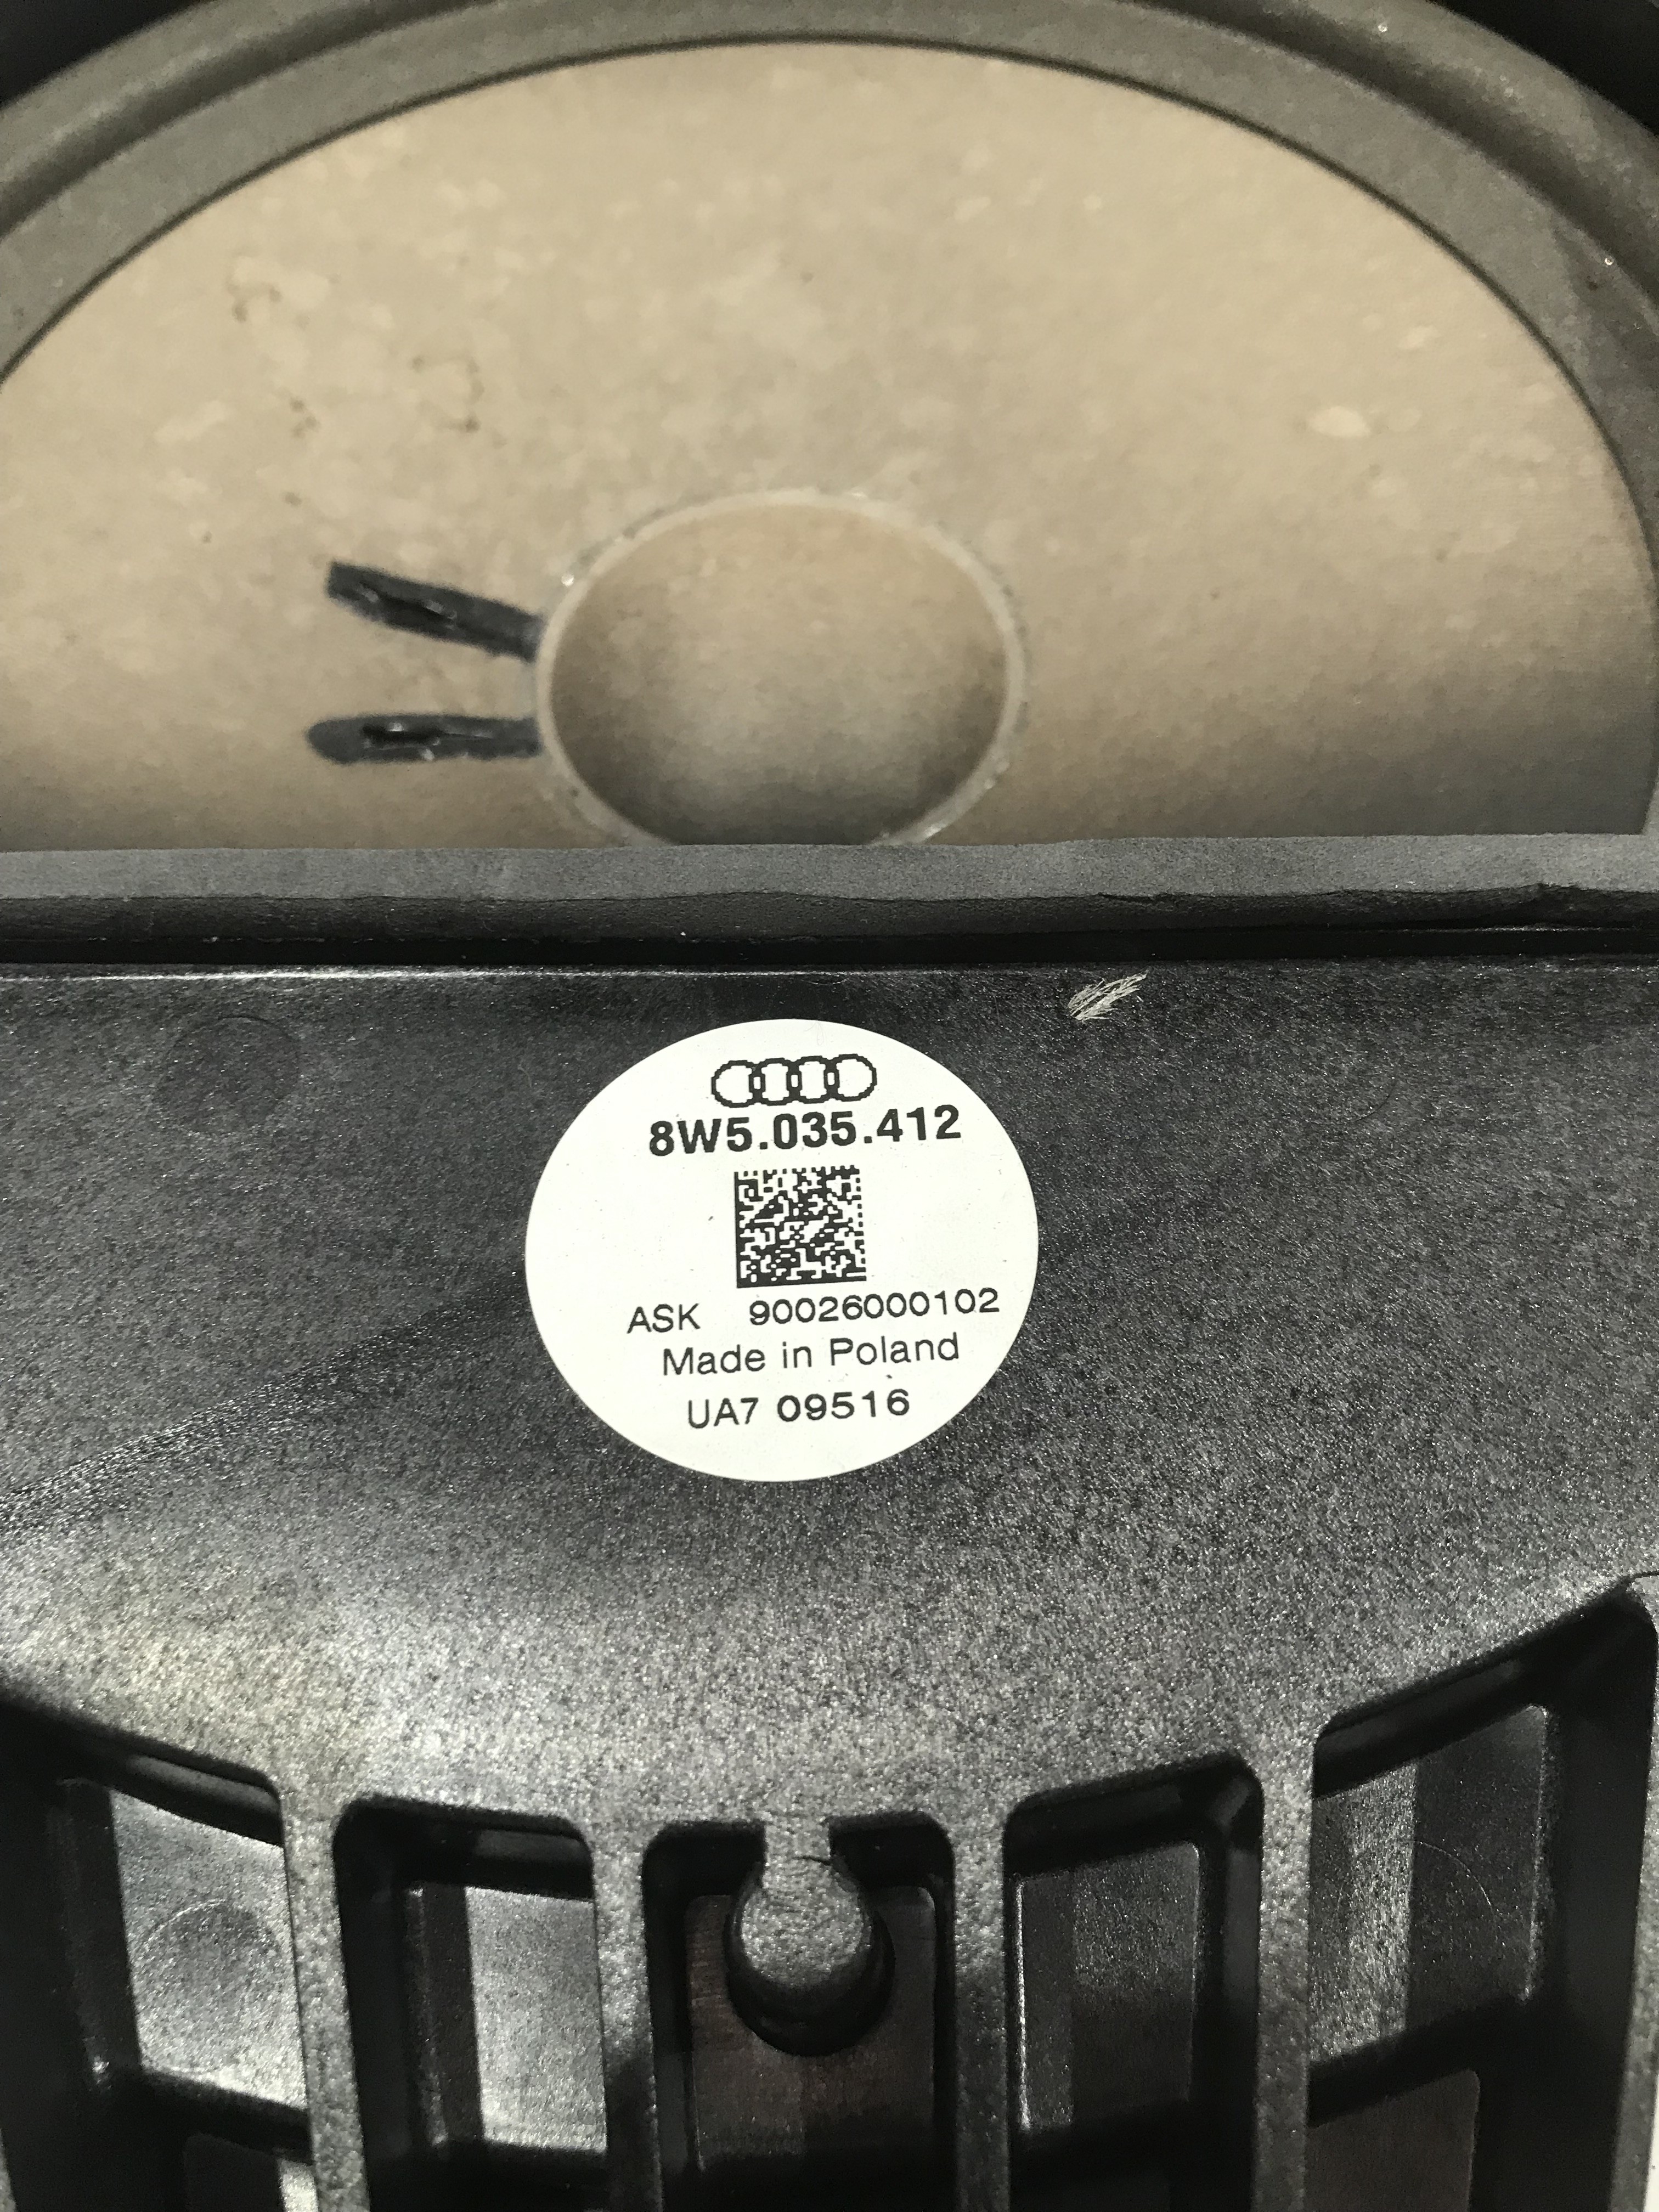 8W5.035.412
ASK 90026000102
Made in Poland
UA7 09516